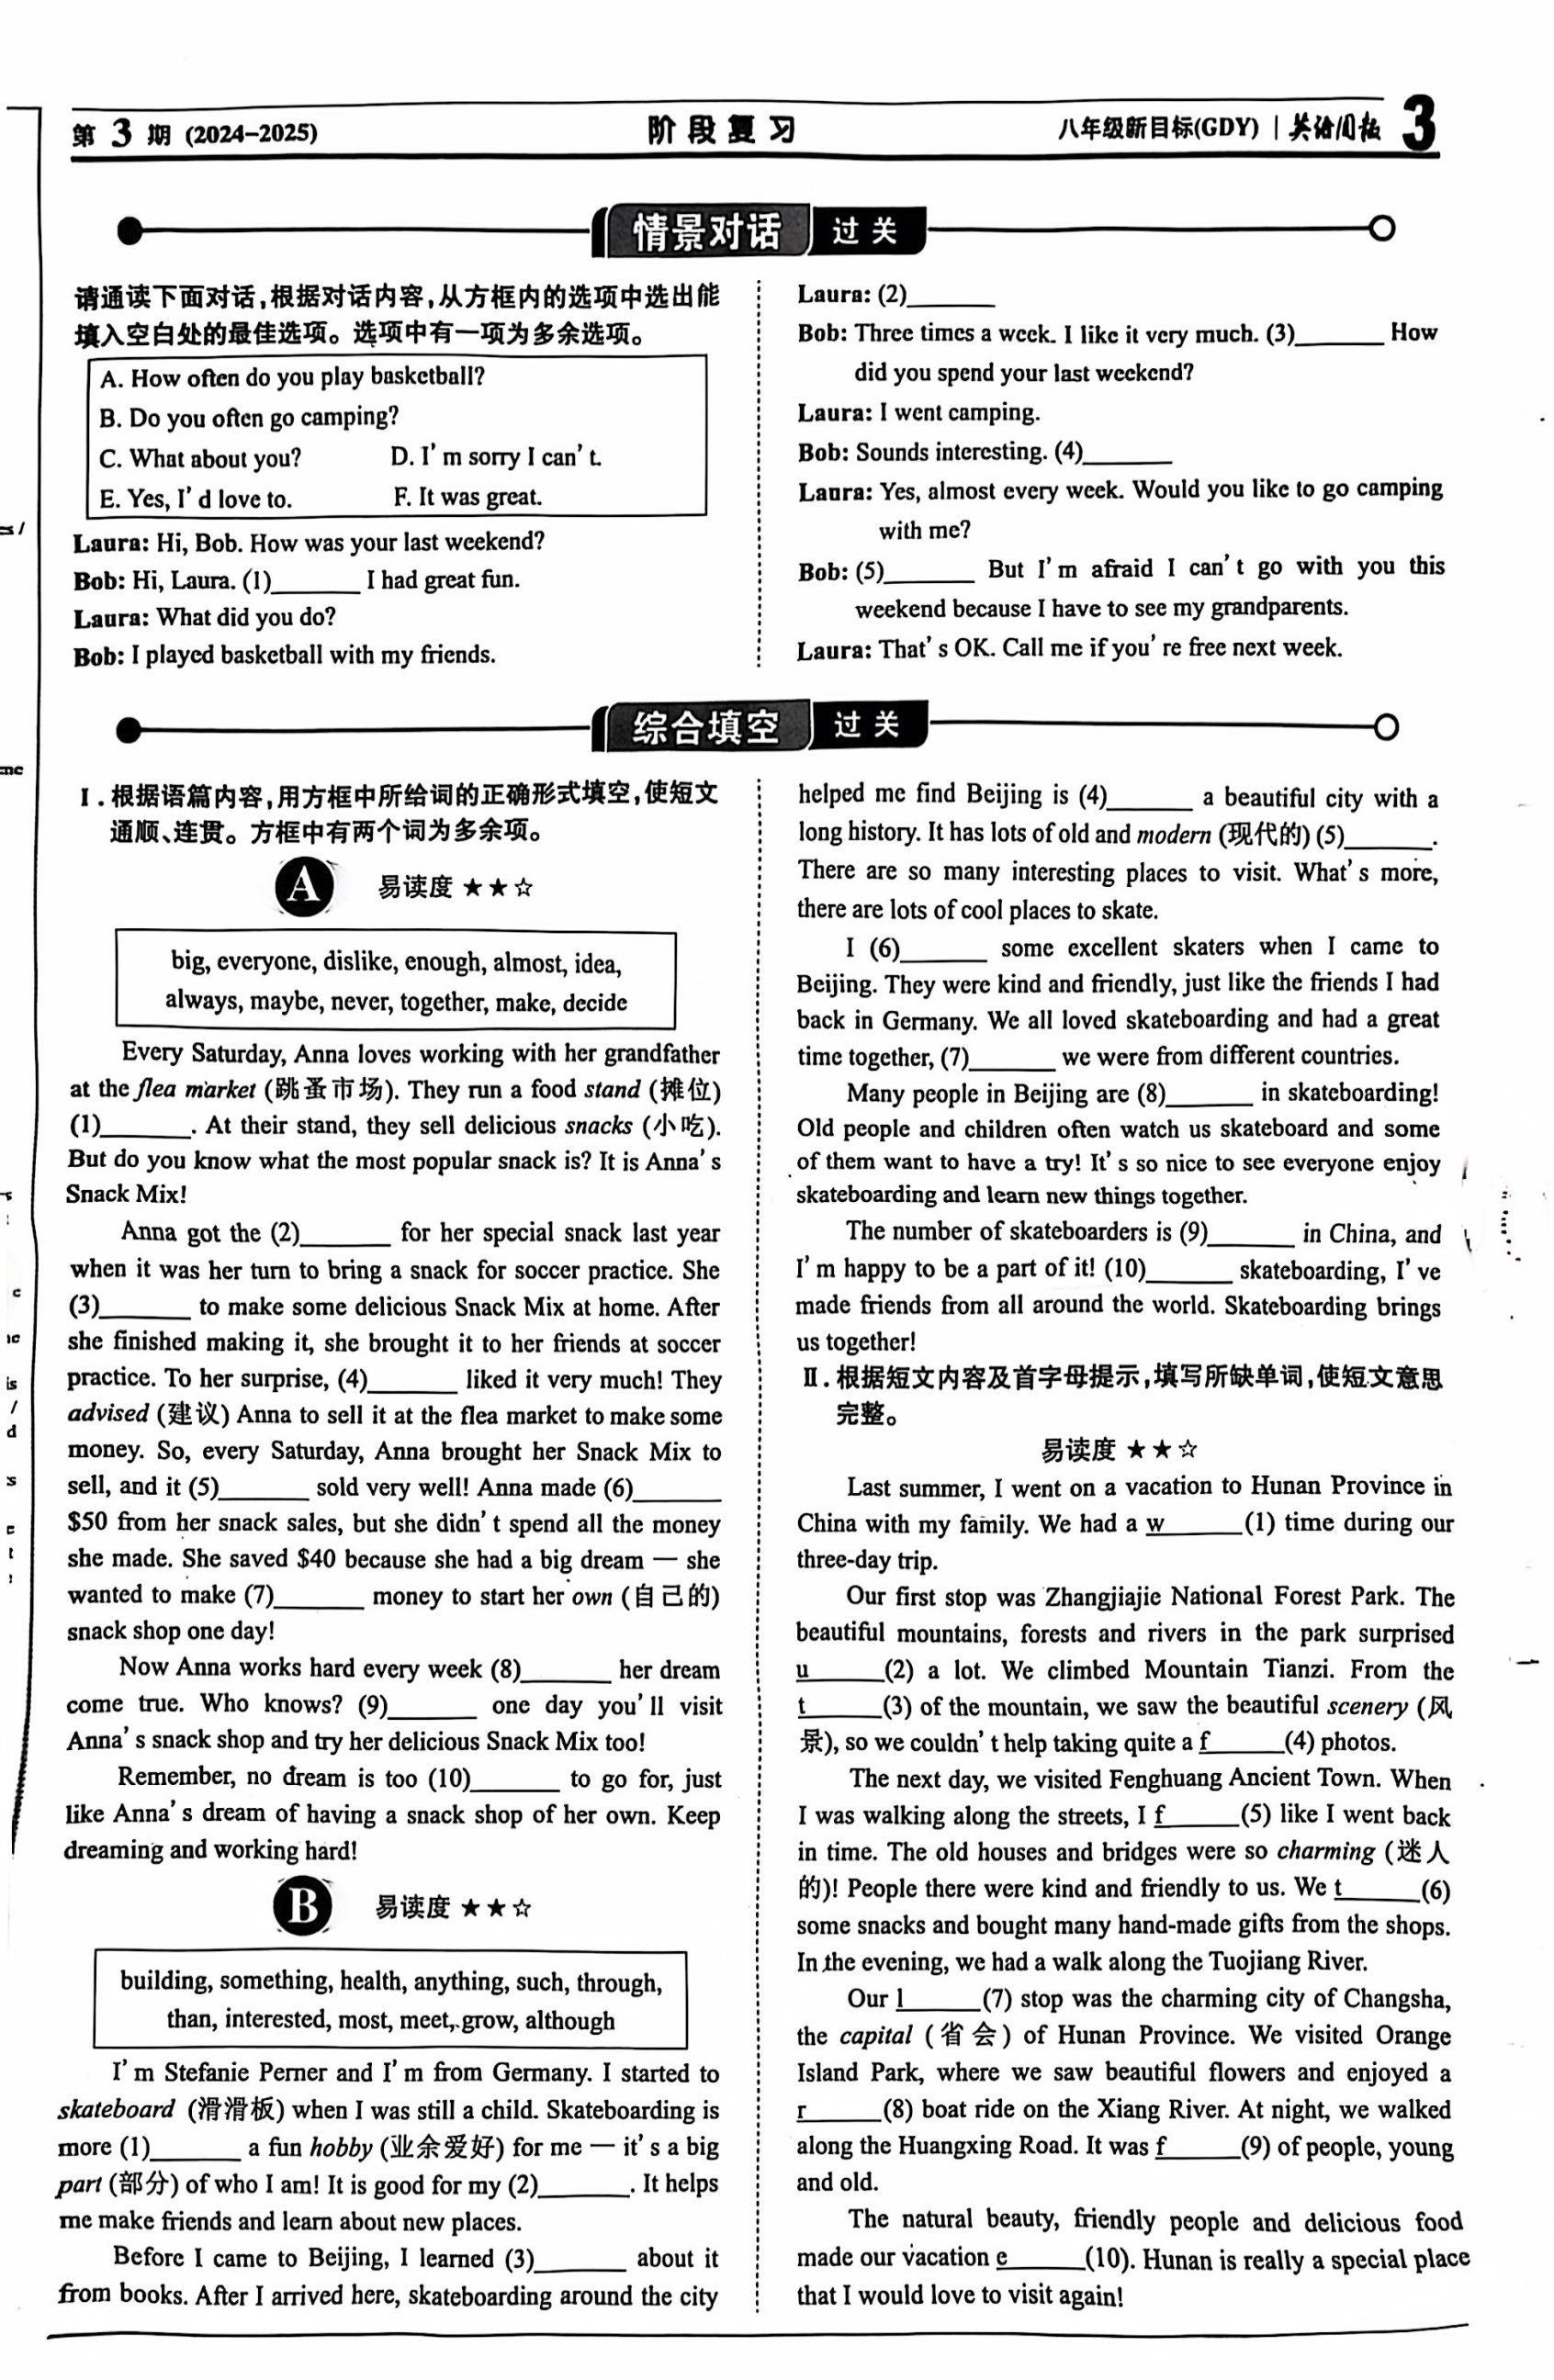 第 3 期 (2024-2025)
阶段复习
八年级新目标(GDY) | 英语周报 3
情景对话 过关
请通读下面对话,根据对话内容,从方框内的选项中选出能
填入空白处的最佳选项。选项中有一项为多余选项。
A. How often do you play basketball?
B. Do you often go camping?
C. What about you? D. I'm sorry I can't.
E. Yes, I'd love to. F. It was great.
Laura: Hi, Bob. How was your last weekend?
Bob: Hi, Laura. (1)______ I had great fun.
Laura: What did you do?
Bob: I played basketball with my friends.
Laura: (2)______
Bob: Three times a week. I like it very much. (3)______ How
did you spend your last weekend?
Laura: I went camping.
Bob: Sounds interesting. (4)______
Laura: Yes, almost every week. Would you like to go camping
with me?
Bob: (5)______ But I'm afraid I can't go with you this
weekend because I have to see my grandparents.
Laura: That's OK. Call me if you're free next week.
综合填空 过关
Ⅰ. 根据语篇内容,用方框中所给词的正确形式填空,使短文
通顺、连贯。方框中有两个词为多余项。
A 易读度 ★★☆
big, everyone, dislike, enough, almost, idea,
always, maybe, never, together, make, decide
Every Saturday, Anna loves working with her grandfather
at the flea market (跳蚤市场). They run a food stand (摊位)
(1)______. At their stand, they sell delicious snacks (小吃).
But do you know what the most popular snack is? It is Anna's
Snack Mix!
Anna got the (2)______ for her special snack last year
when it was her turn to bring a snack for soccer practice. She
(3)______ to make some delicious Snack Mix at home. After
she finished making it, she brought it to her friends at soccer
practice. To her surprise, (4)______ liked it very much! They
advised (建议) Anna to sell it at the flea market to make some
money. So, every Saturday, Anna brought her Snack Mix to
sell, and it (5)______ sold very well! Anna made (6)______
$50 from her snack sales, but she didn't spend all the money
she made. She saved $40 because she had a big dream — she
wanted to make (7)______ money to start her own (自己的)
snack shop one day!
Now Anna works hard every week (8)______ her dream
come true. Who knows? (9)______ one day you'll visit
Anna's snack shop and try her delicious Snack Mix too!
Remember, no dream is too (10)______ to go for, just
like Anna's dream of having a snack shop of her own. Keep
dreaming and working hard!
B 易读度 ★★☆
building, something, health, anything, such, through,
than, interested, most, meet, grow, although
I'm Stefanie Perner and I'm from Germany. I started to
skateboard (滑滑板) when I was still a child. Skateboarding is
more (1)______ a fun hobby (业余爱好) for me — it's a big
part (部分) of who I am! It is good for my (2)______. It helps
me make friends and learn about new places.
Before I came to Beijing, I learned (3)______ about it
from books. After I arrived here, skateboarding around the city
helped me find Beijing is (4)______ a beautiful city with a
long history. It has lots of old and modern (现代的) (5)______.
There are so many interesting places to visit. What's more,
there are lots of cool places to skate.
I (6)______ some excellent skaters when I came to
Beijing. They were kind and friendly, just like the friends I had
back in Germany. We all loved skateboarding and had a great
time together, (7)______ we were from different countries.
Many people in Beijing are (8)______ in skateboarding!
Old people and children often watch us skateboard and some
of them want to have a try! It's so nice to see everyone enjoy
skateboarding and learn new things together.
The number of skateboarders is (9)______ in China, and
I'm happy to be a part of it! (10)______ skateboarding, I've
made friends from all around the world. Skateboarding brings
us together!
Ⅱ. 根据短文内容及首字母提示,填写所缺单词,使短文意思
完整。
易读度 ★★☆
Last summer, I went on a vacation to Hunan Province in
China with my family. We had a w______(1) time during our
three-day trip.
Our first stop was Zhangjiajie National Forest Park. The
beautiful mountains, forests and rivers in the park surprised
u______(2) a lot. We climbed Mountain Tianzi. From the
t______(3) of the mountain, we saw the beautiful scenery (风
景), so we couldn't help taking quite a f______(4) photos.
The next day, we visited Fenghuang Ancient Town. When
I was walking along the streets, I f______(5) like I went back
in time. The old houses and bridges were so charming (迷人
的)! People there were kind and friendly to us. We t______(6)
some snacks and bought many hand-made gifts from the shops.
In the evening, we had a walk along the Tuojiang River.
Our l______(7) stop was the charming city of Changsha,
the capital (省会) of Hunan Province. We visited Orange
Island Park, where we saw beautiful flowers and enjoyed a
r______(8) boat ride on the Xiang River. At night, we walked
along the Huangxing Road. It was f______(9) of people, young
and old.
The natural beauty, friendly people and delicious food
made our vacation e______(10). Hunan is really a special place
that I would love to visit again!